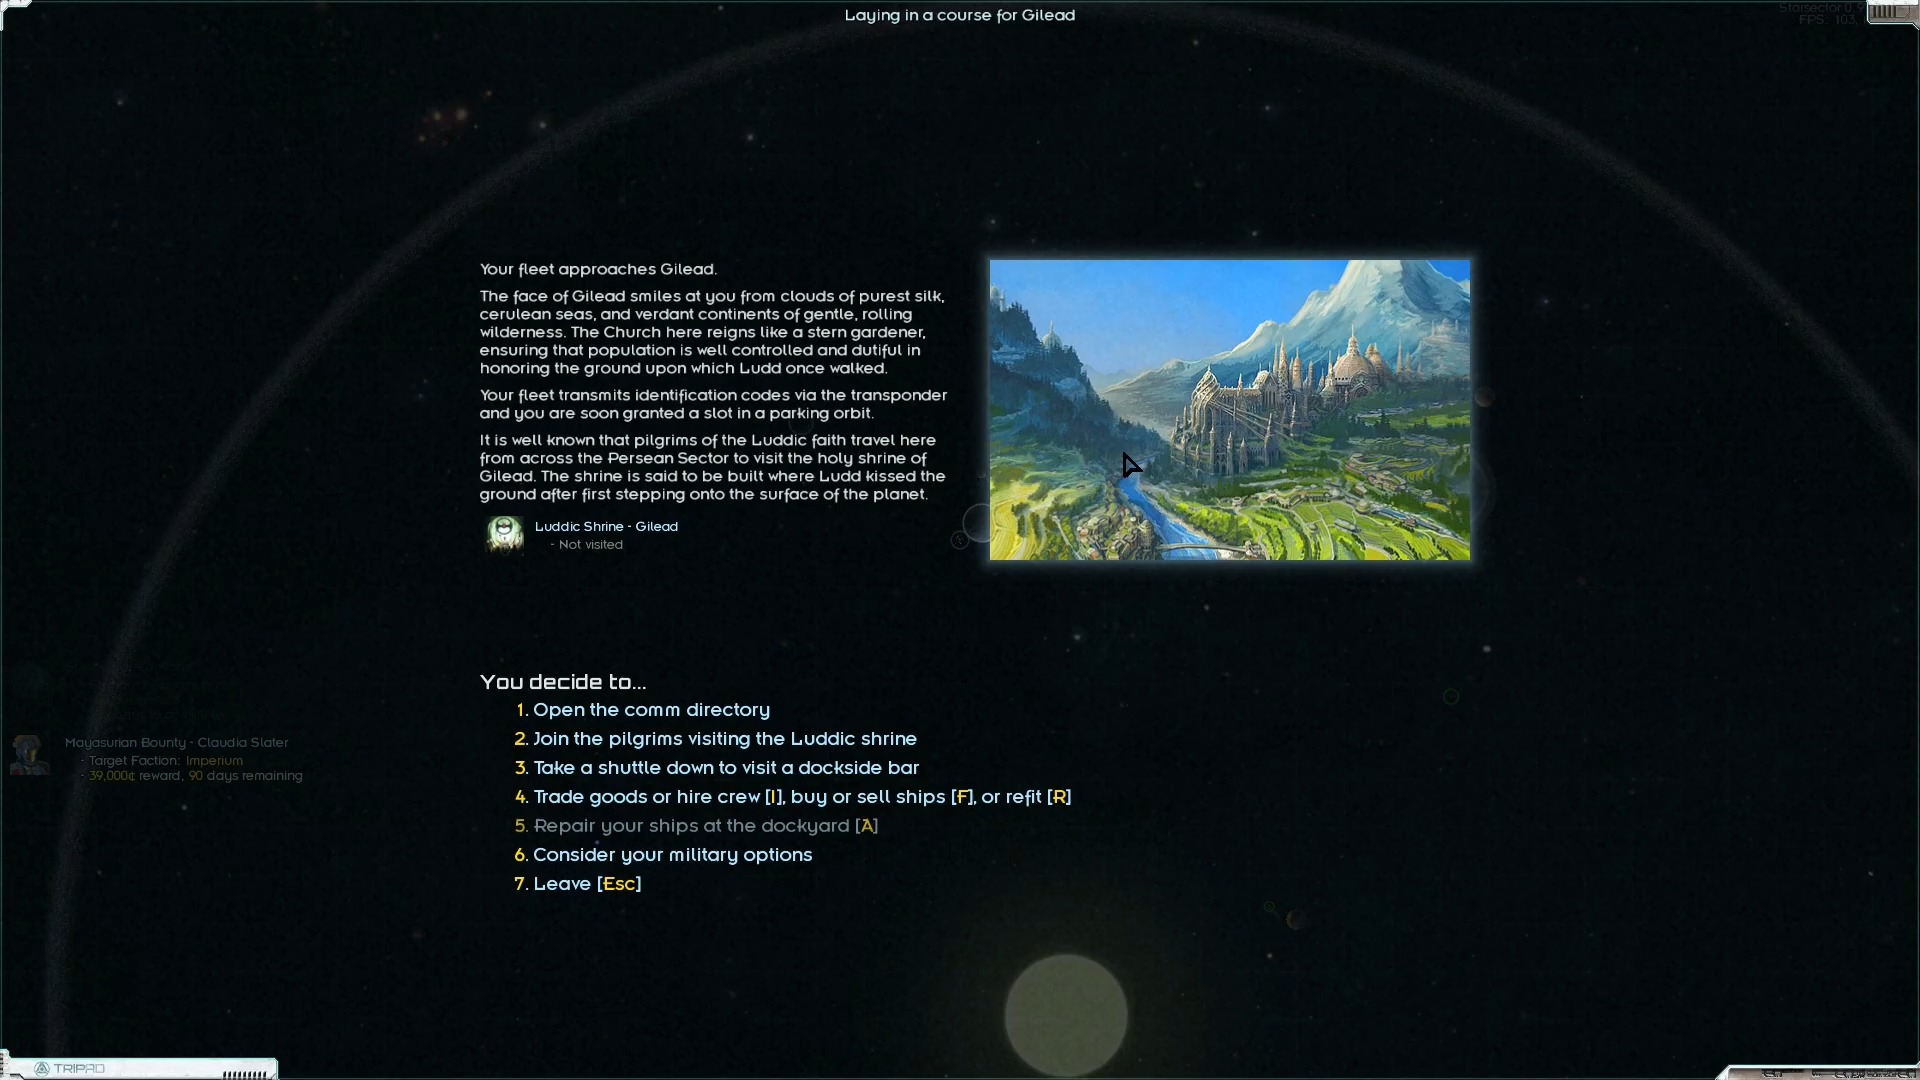 Laying in a course for Gilead
Starsector 0.9
FPS: 103,
Your fleet approaches Gilead.
The face of Gilead smiles at you from clouds of purest silk,
cerulean seas, and verdant continents of gentle, rolling
wilderness. The Church here reigns like a stern gardener,
ensuring that population is well controlled and dutiful in
honoring the ground upon which Ludd once walked.
Your fleet transmits identification codes via the transponder
and you are soon granted a slot in a parking orbit.
It is well known that pilgrims of the Luddic faith travel here
from across the Persean Sector to visit the holy shrine of
Gilead. The shrine is said to be built where Ludd kissed the
ground after first stepping onto the surface of the planet.
Luddic Shrine - Gilead
- Not visited
You decide to...
1. Open the comm directory
2. Join the pilgrims visiting the Luddic shrine
3. Take a shuttle down to visit a dockside bar
4. Trade goods or hire crew [I], buy or sell ships [F], or refit [R]
5. Repair your ships at the dockyard [A]
6. Consider your military options
7. Leave [Esc]
Mayasurian Bounty - Claudia Slater
- Target Faction: Imperium
- 39,000¢ reward, 90 days remaining
TRIPAD